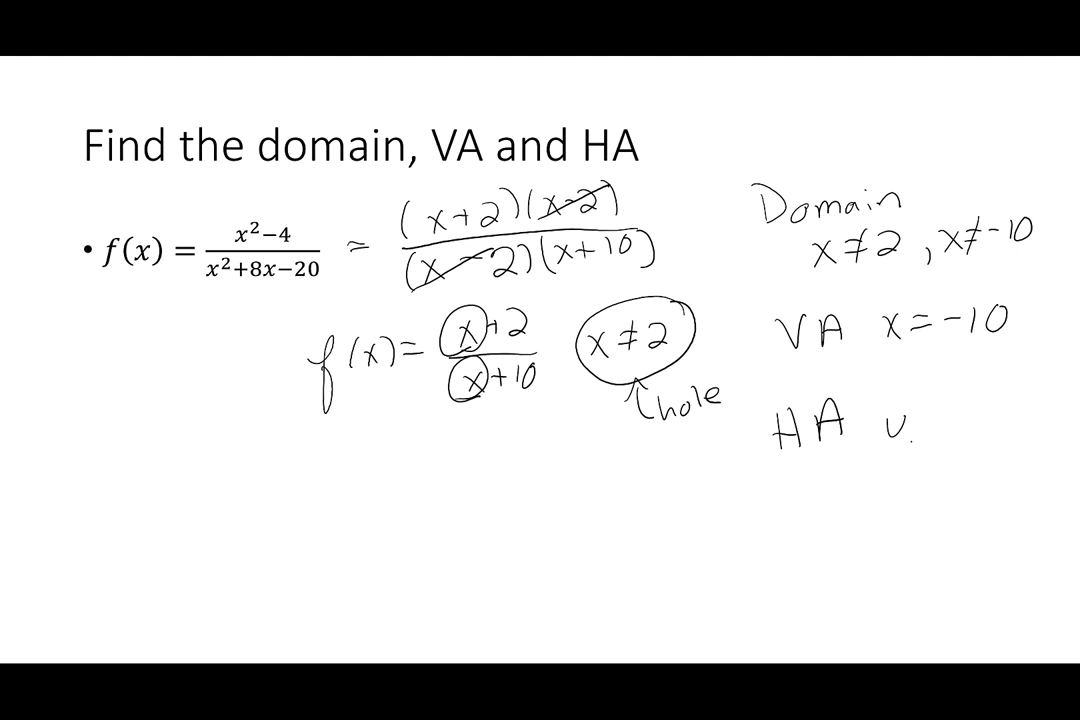 Find the domain, VA and HA
• f(x) = x²−4 / x²+8x−20 = (x+2)(x-2) / (x-2)(x+10)
Domain
x ≠ 2, x ≠ -10
f(x) = x+2 / x+10 x ≠ 2
hole
VA x = -10
HA